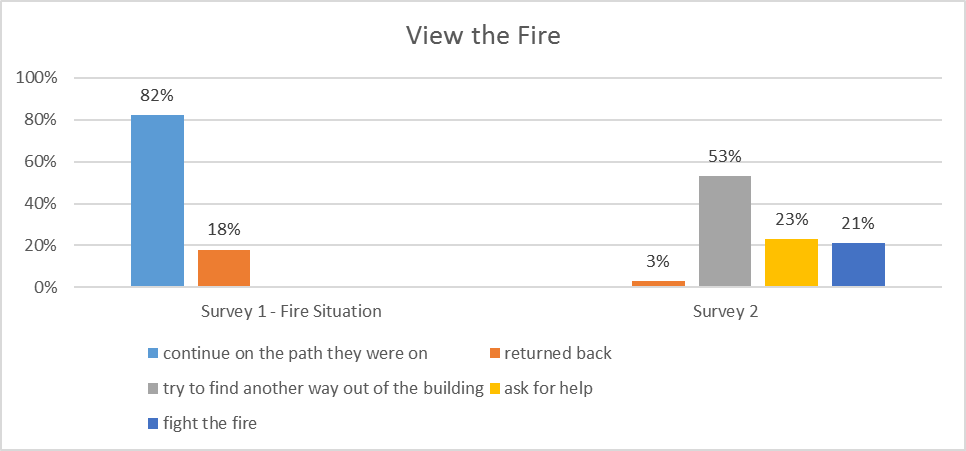 View the Fire
100%
82%
80%
60%
53%
40%
18%
23%
21%
20%
3%
0%
Survey 1 - Fire Situation
Survey 2
continue on the path they were on
returned back
try to find another way out of the building
ask for help
fight the fire